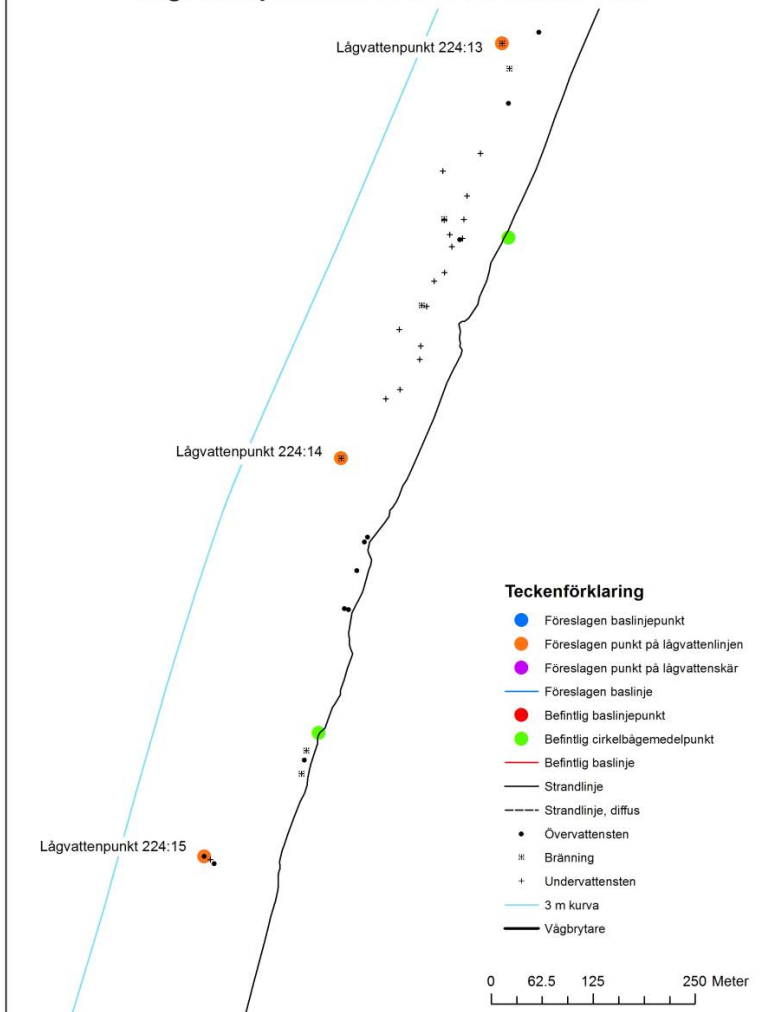 Lågvattenpunkt 224:13
Lågvattenpunkt 224:14
Lågvattenpunkt 224:15
Teckenförklaring
Föreslagen baslinjepunkt
Föreslagen punkt på lågvattenlinjen
Föreslagen punkt på lågvattenskär
Föreslagen baslinje
Befintlig baslinjepunkt
Befintlig cirkelbågemedelpunkt
Befintlig baslinje
Strandlinje
Strandlinje, diffus
Övervattensten
Bränning
Undervattensten
3 m kurva
Vågbrytare
0 62.5 125 250 Meter